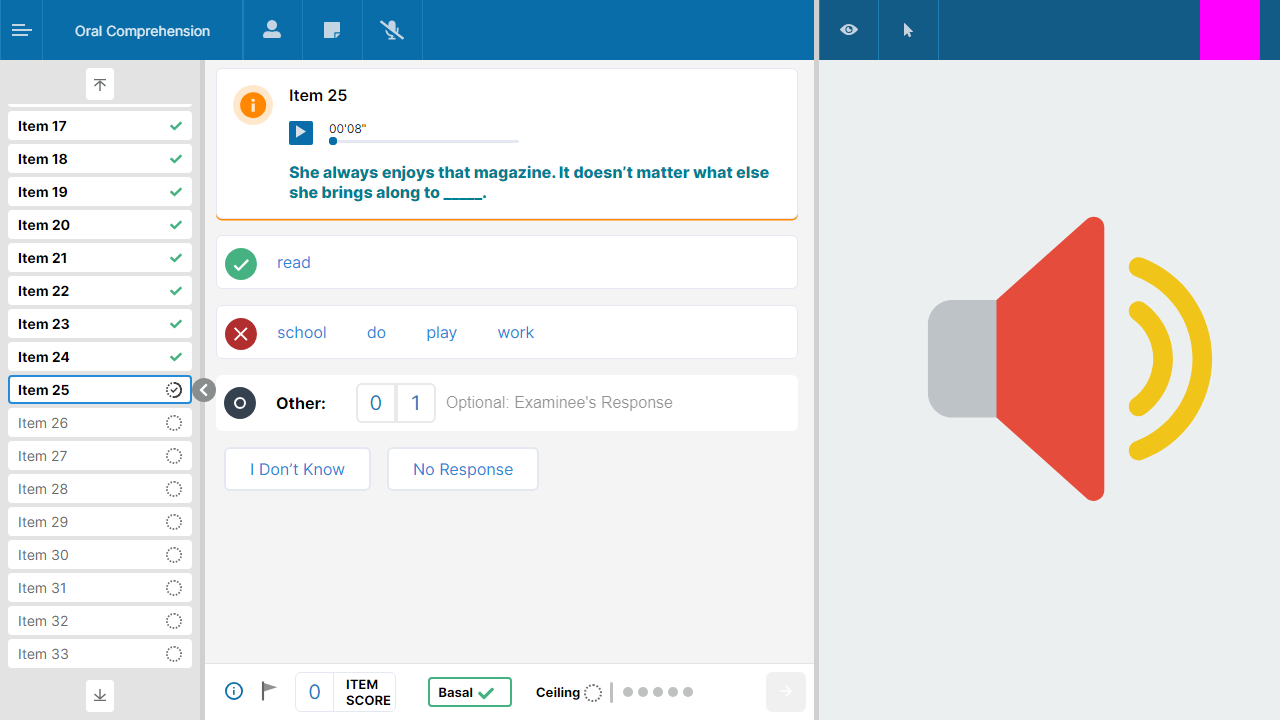 Oral Comprehension
Item 17
Item 18
Item 19
Item 20
Item 21
Item 22
Item 23
Item 24
Item 25
Item 26
Item 27
Item 28
Item 29
Item 30
Item 31
Item 32
Item 33
Item 25
00'08"
She always enjoys that magazine. It doesn’t matter what else
she brings along to _____.
read
school do play work
Other: 0 1 Optional: Examinee's Response
I Don’t Know No Response
0 ITEM
SCORE
Basal
Ceiling